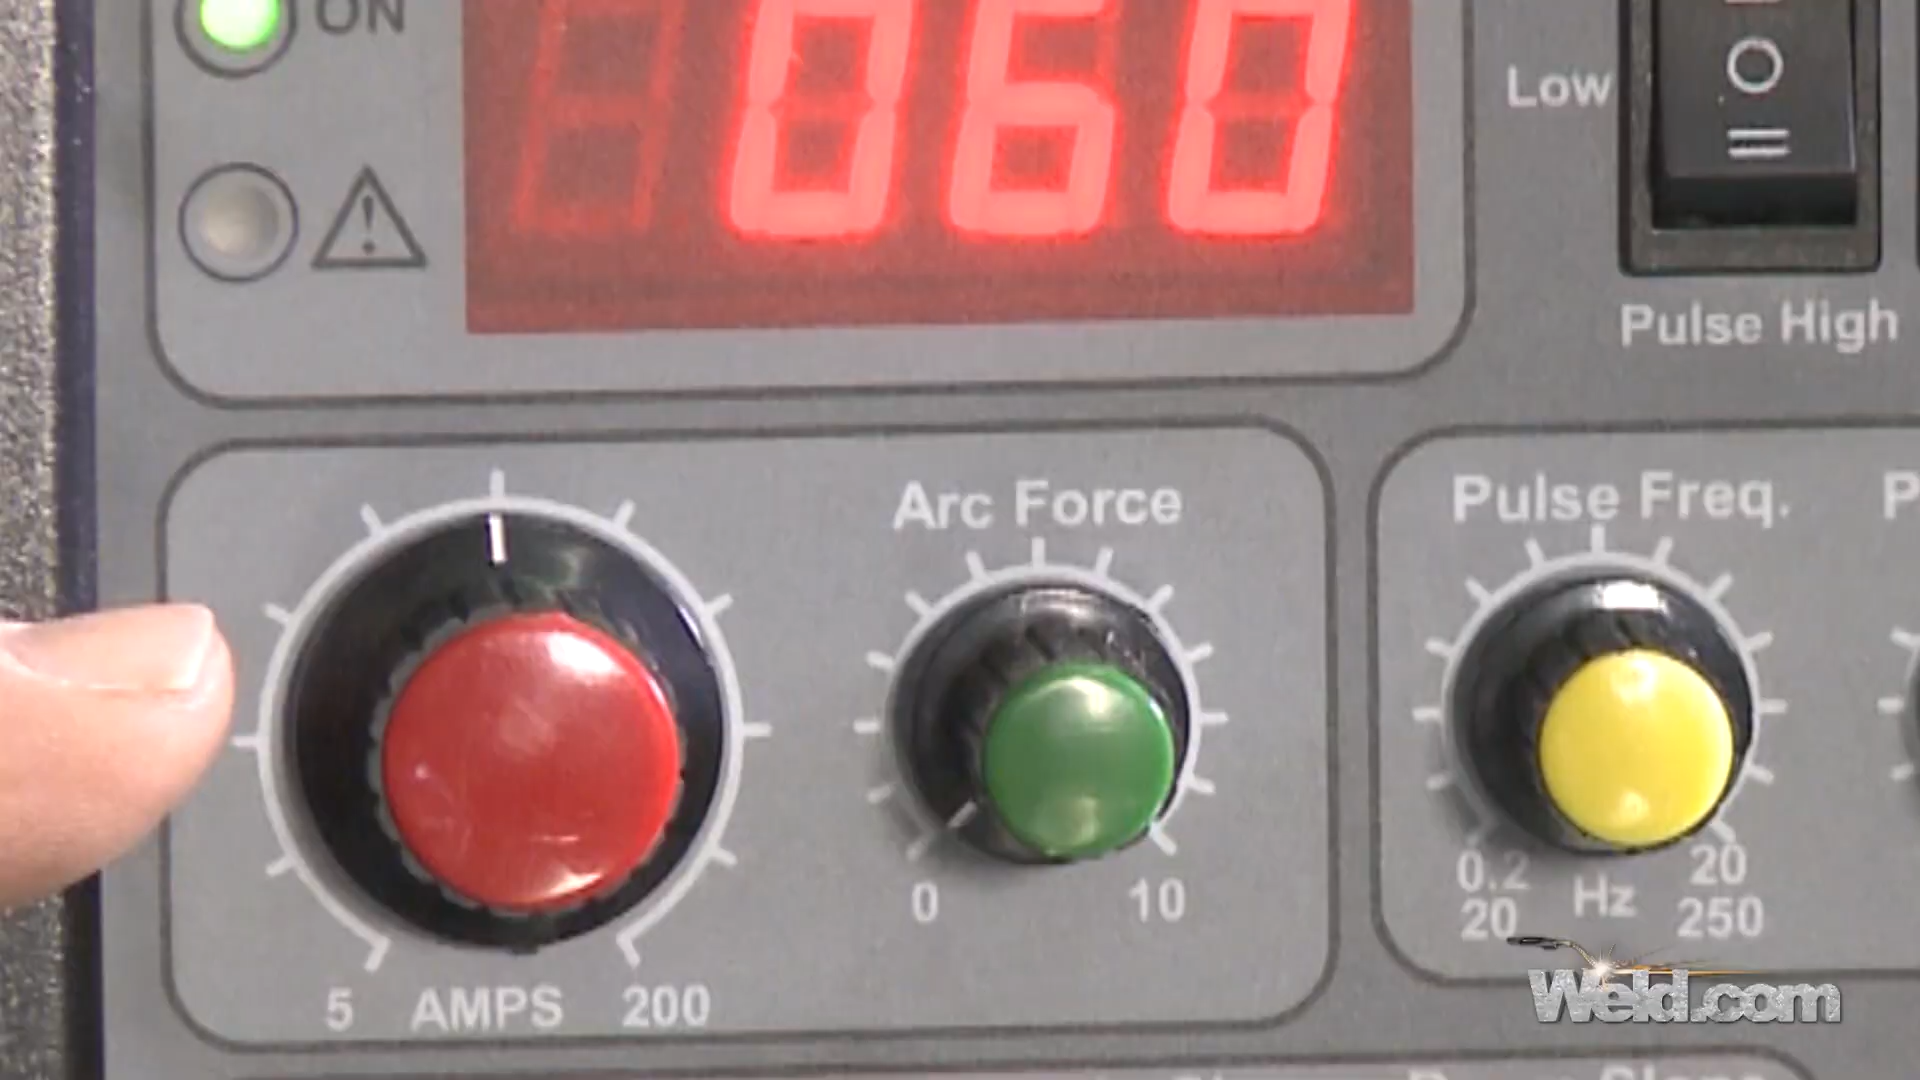 ON
060
Low
Pulse High
Arc Force
Pulse Freq.
0 10
0.2 Hz 20
20 250
5 AMPS 200
Weld.com